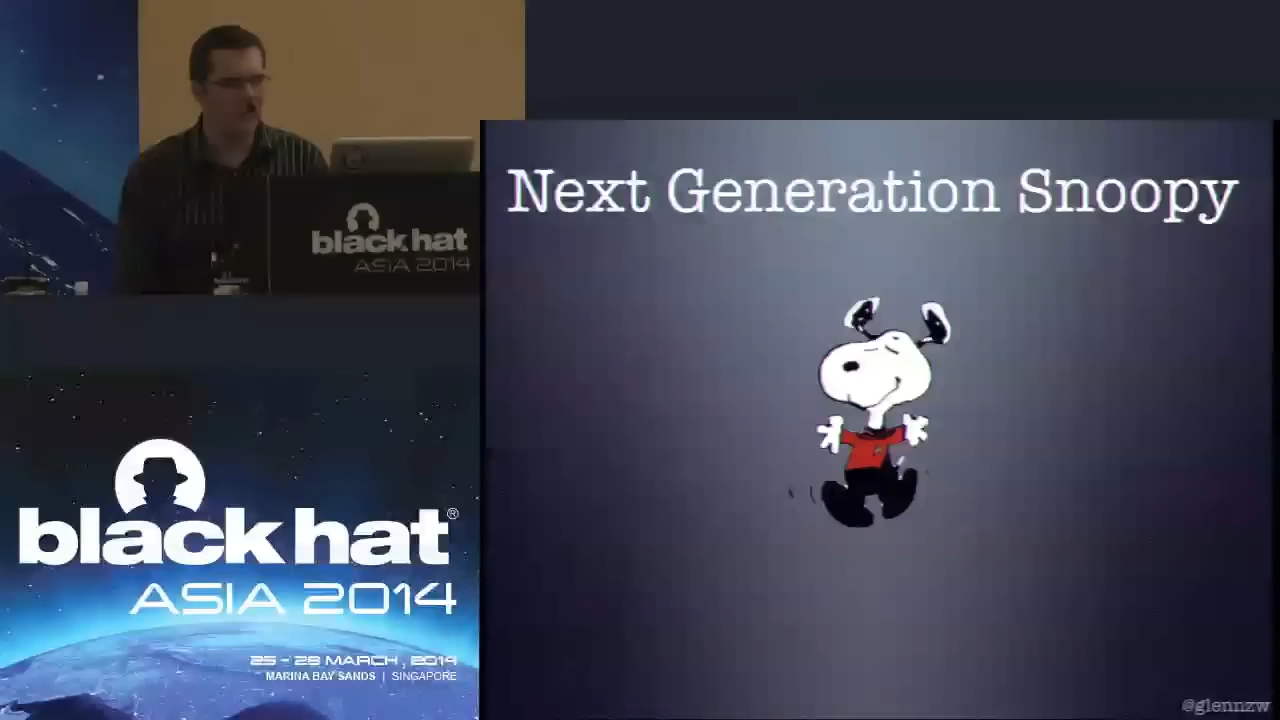 black hat
ASIA 2014
Next Generation Snoopy
black hat®
ASIA 2014
25 - 28 MARCH, 2014
MARINA BAY SANDS | SINGAPORE
@glennzw